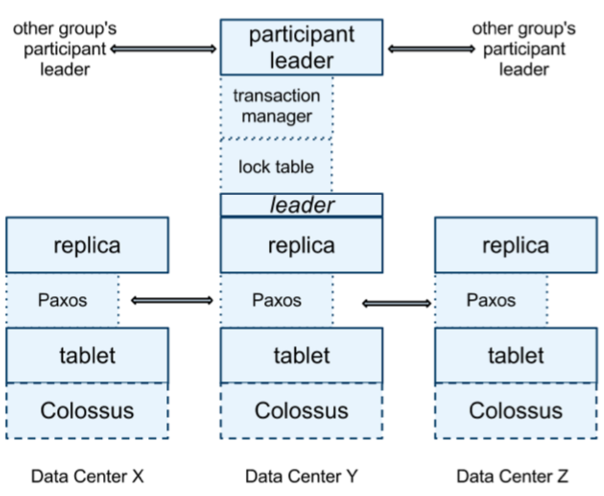 other group's
participant
leader
participant
leader
other group's
participant
leader
transaction
manager
lock table
leader
replica
replica
replica
Paxos
Paxos
Paxos
tablet
tablet
tablet
Colossus
Colossus
Colossus
Data Center X
Data Center Y
Data Center Z